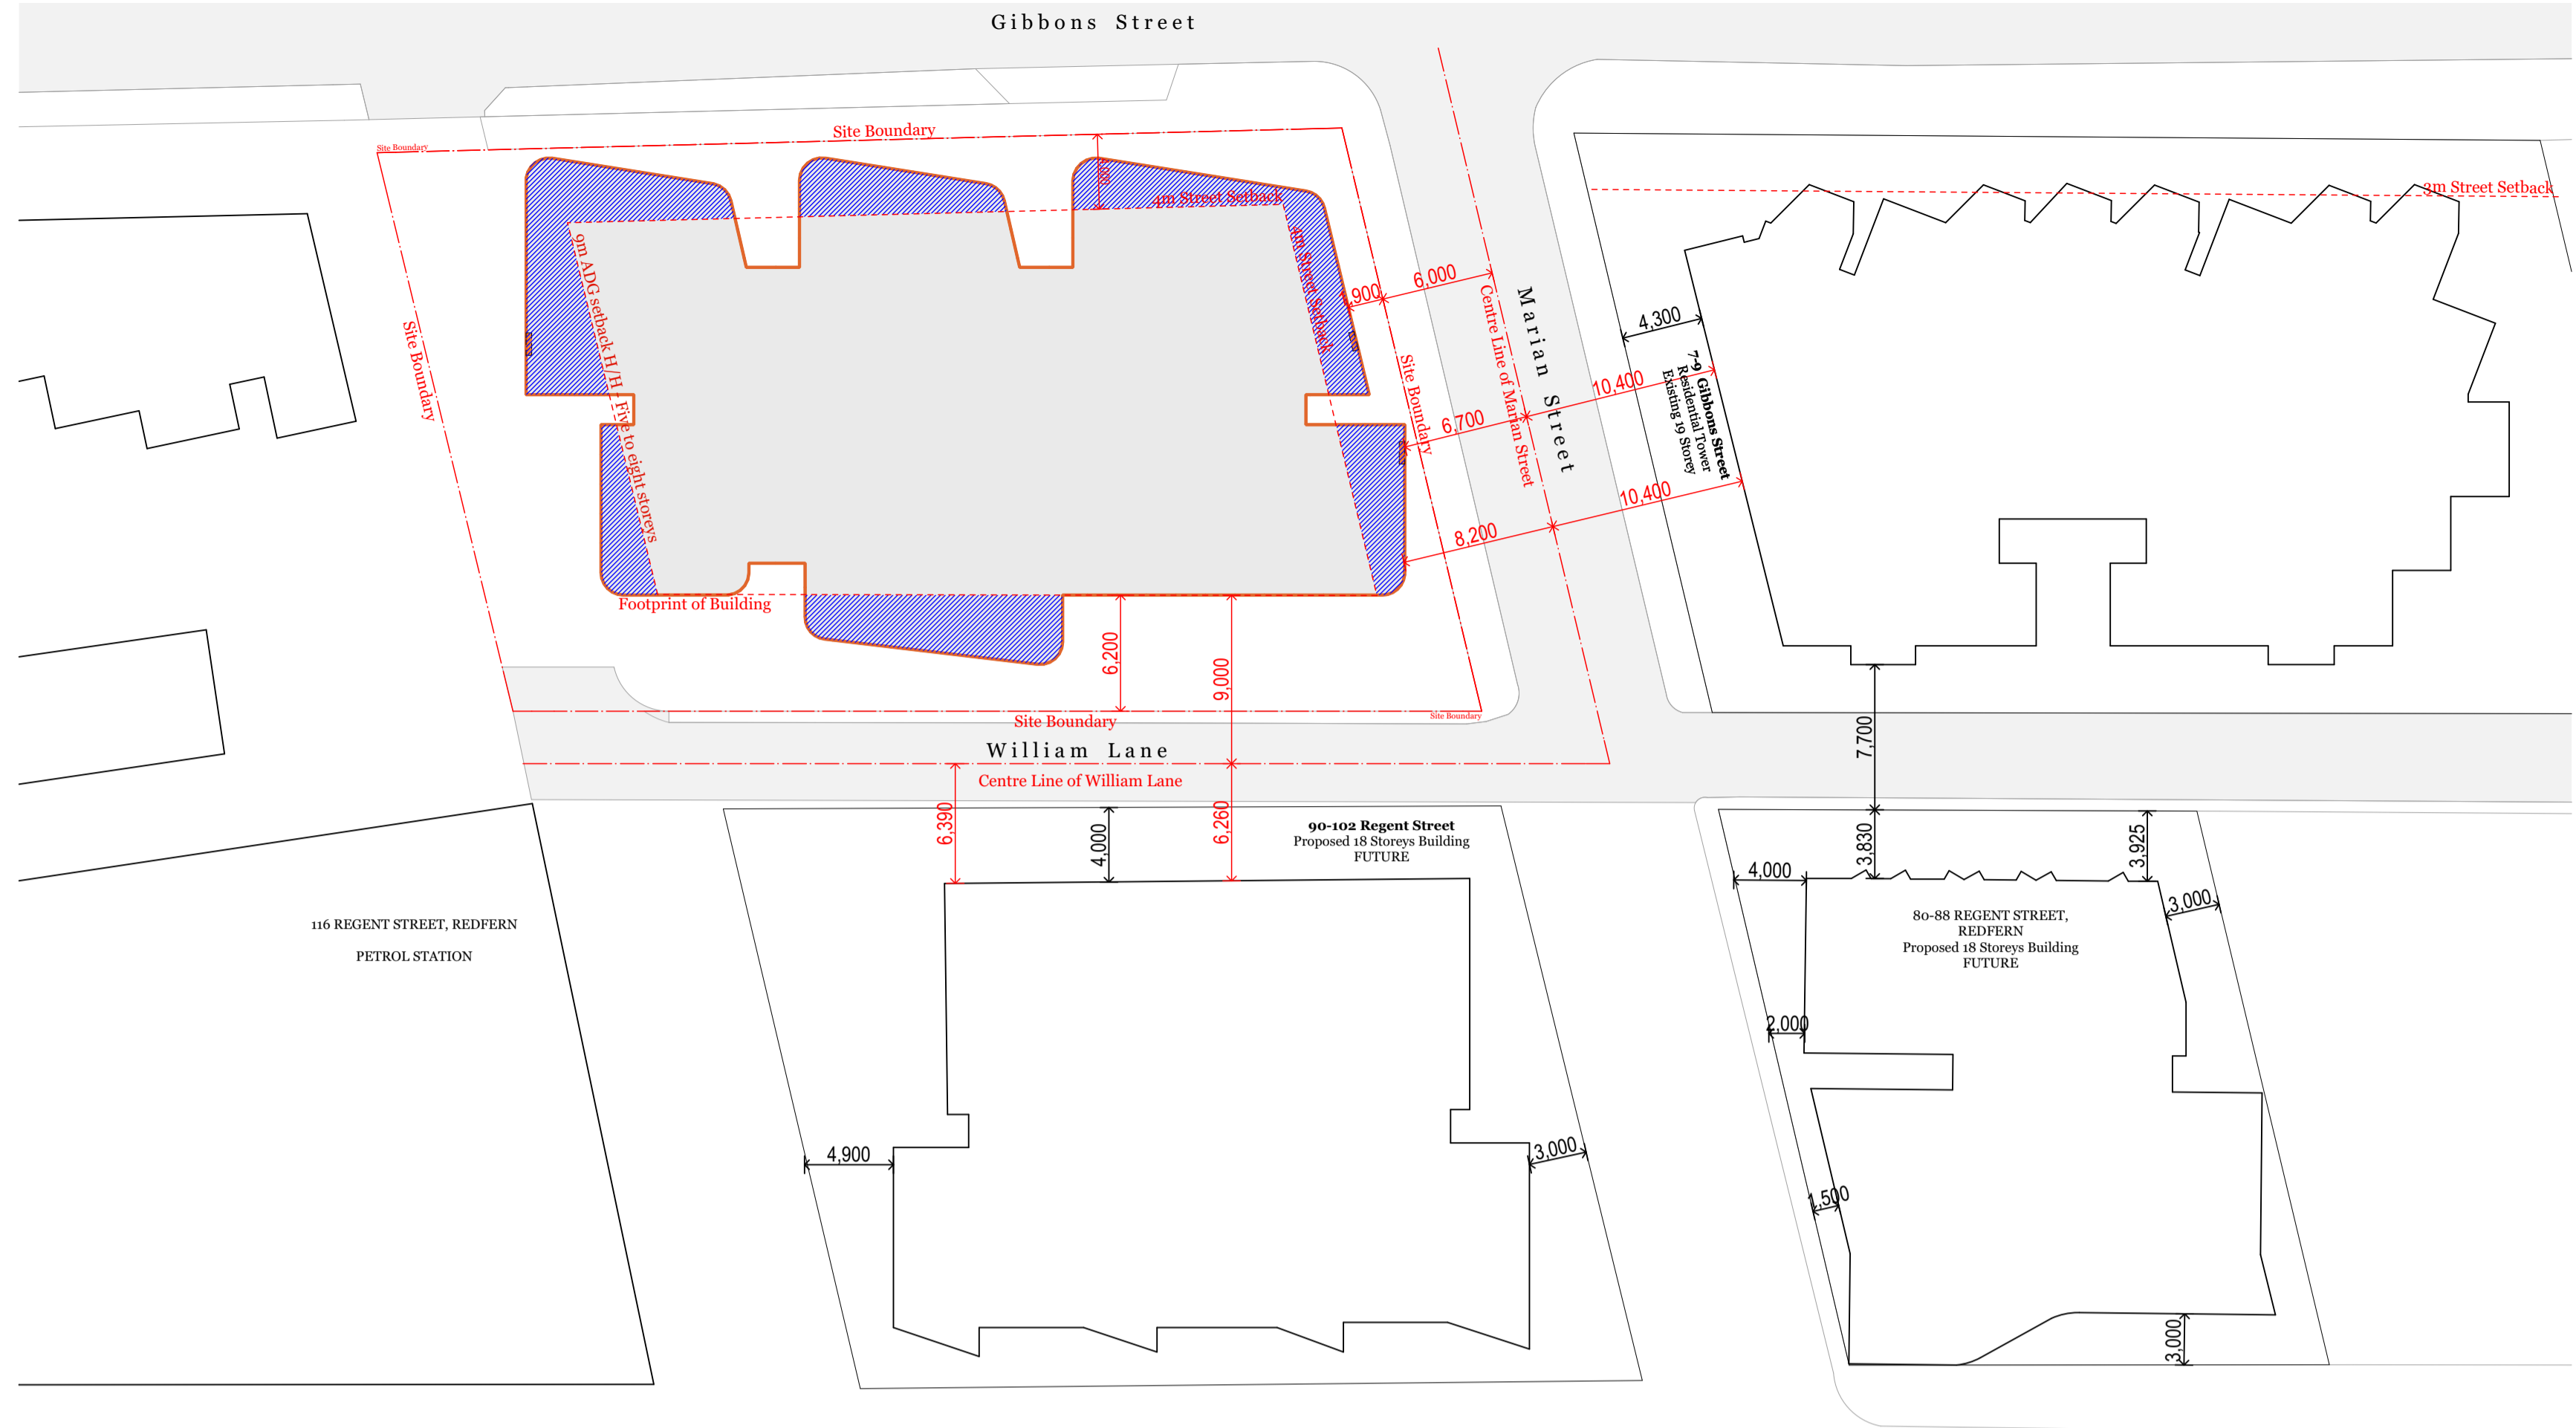 Gibbons Street
Site Boundary
Site Boundary
4m Street Setback
3m Street Setback
9m ADG setback H/H - Five to eight storeys
4m Street Setback
Site Boundary
Site Boundary
6,000
Centre Line of Marian Street
Marian Street
4,300
7-9 Gibbons Street
Residential Tower
Existing 19 Storey
10,400
6,700
10,400
8,200
Footprint of Building
6,200
9,000
Site Boundary
Site Boundary
William Lane
Centre Line of William Lane
7,700
6,390
4,000
6,260
90-102 Regent Street
Proposed 18 Storeys Building
FUTURE
3,830
3,925
4,000
3,000
116 REGENT STREET, REDFERN
PETROL STATION
80-88 REGENT STREET,
REDFERN
Proposed 18 Storeys Building
FUTURE
2,000
4,900
3,000
1,500
3,000